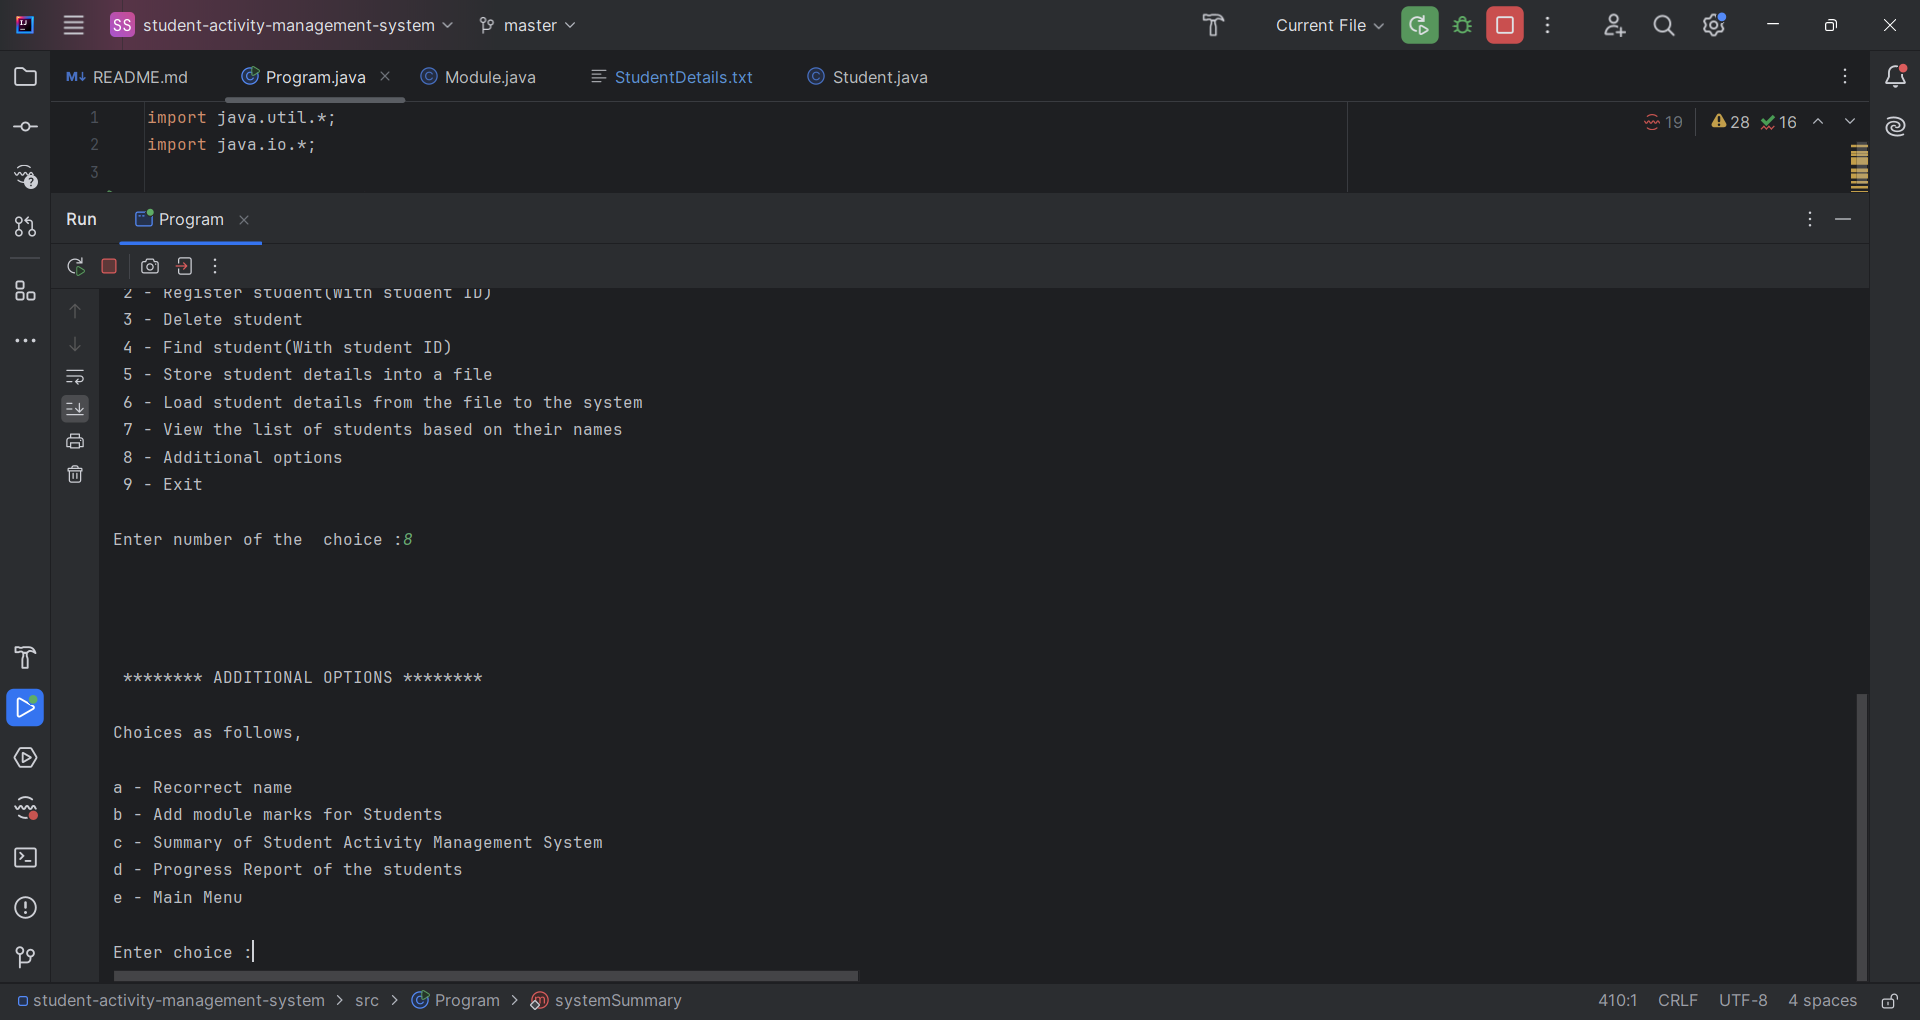 SS student-activity-management-system master Current File
README.md Program.java Module.java StudentDetails.txt Student.java
1 import java.util.*; 19 28 16
2 import java.io.*;
3
Run Program
2 - Register student(With student ID)
3 - Delete student
4 - Find student(With student ID)
5 - Store student details into a file
6 - Load student details from the file to the system
7 - View the list of students based on their names
8 - Additional options
9 - Exit
Enter number of the  choice :8
******** ADDITIONAL OPTIONS ********
Choices as follows,
a - Recorrect name
b - Add module marks for Students
c - Summary of Student Activity Management System
d - Progress Report of the students
e - Main Menu
Enter choice :
student-activity-management-system > src > Program > systemSummary 410:1 CRLF UTF-8 4 spaces